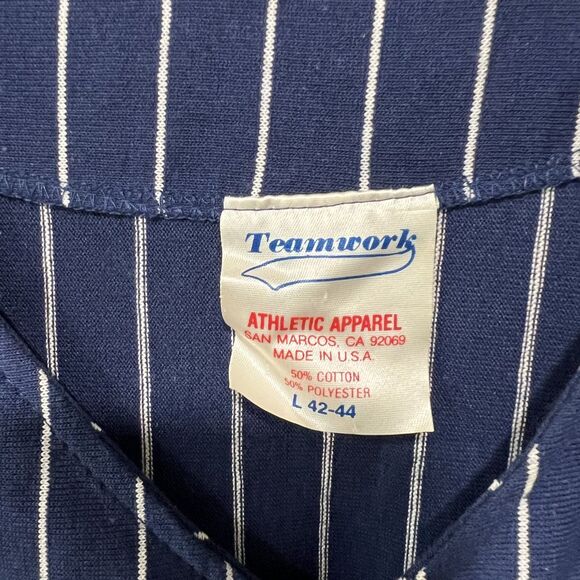 Teamwork
ATHLETIC APPAREL
SAN MARCOS, CA 92069
MADE IN U.S.A.
50% COTTON
50% POLYESTER
L 42-44